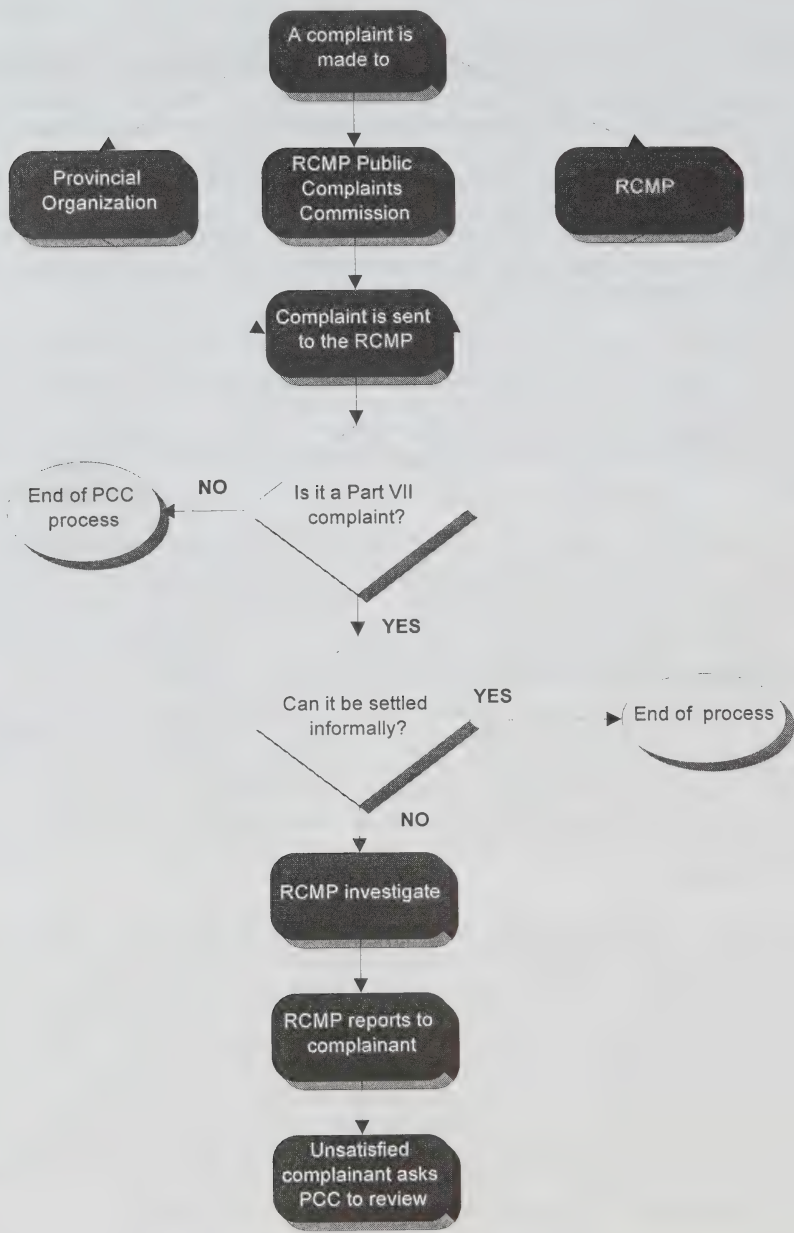 A complaint is
made to
Provincial
Organization
RCMP Public
Complaints
Commission
RCMP
Complaint is sent
to the RCMP
End of PCC
process
NO
Is it a Part VII
complaint?
YES
Can it be settled
informally?
YES
End of process
NO
RCMP investigate
RCMP reports to
complainant
Unsatisfied
complainant asks
PCC to review